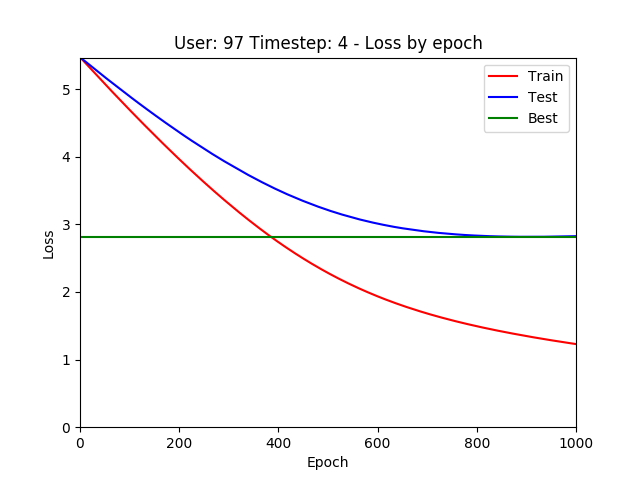 User: 97 Timestep: 4 - Loss by epoch
Train
Test
Best
5
4
3
2
1
0
Loss
0 200 400 600 800 1000
Epoch